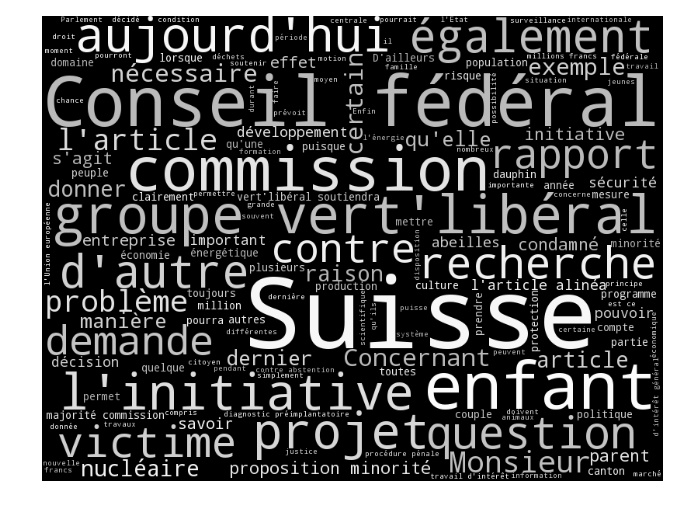 Parlement décidé condition centrale pourrait l'Etat surveillance internationale
aujourd'hui également
droit période il
moment pourront lorsque déchets effet motion D'ailleurs population millions francs fédérale
domaine nécessaire soutenir famille certain risque exemple travail
chance durant faire moyen situation jeunes
Conseil fédéral
prévoit Enfin possibilité
l'article développement l'énergie qu'elle initiative
s'agit qu'une puisque nombreux rapport
peuple formation commission dauphin
donner clairement permettre vert'libéral soutiendra importante année sécurité
grande concerne mesure
groupe vert'libéral
souvent mettre celle
l'Union européenne entreprise important contre disposition abeilles condamné minorité
économie énergétique
d'autre plusieurs raison recherche
production culture l'article alinéa principe
problème toujours dernière scientifique qu'ils programme
million Suisse puisse prendre protection est ce pouvoir
manière pourra autres certaine compte
différentes système partie
demande dernier Concernant peuvent article économique
décision citoyen
quelque pendant contre abstention toutes
simplement
l'initiative enfant
permet couple d'intérêt général
majorité commission compris diagnostic préimplantatoire doivent politique
donnée travaux savoir projet animaux question
victime justice procédure pénale parent
nouvelle nucléaire proposition minorité Monsieur canton marché
francs travail d'intérêt information